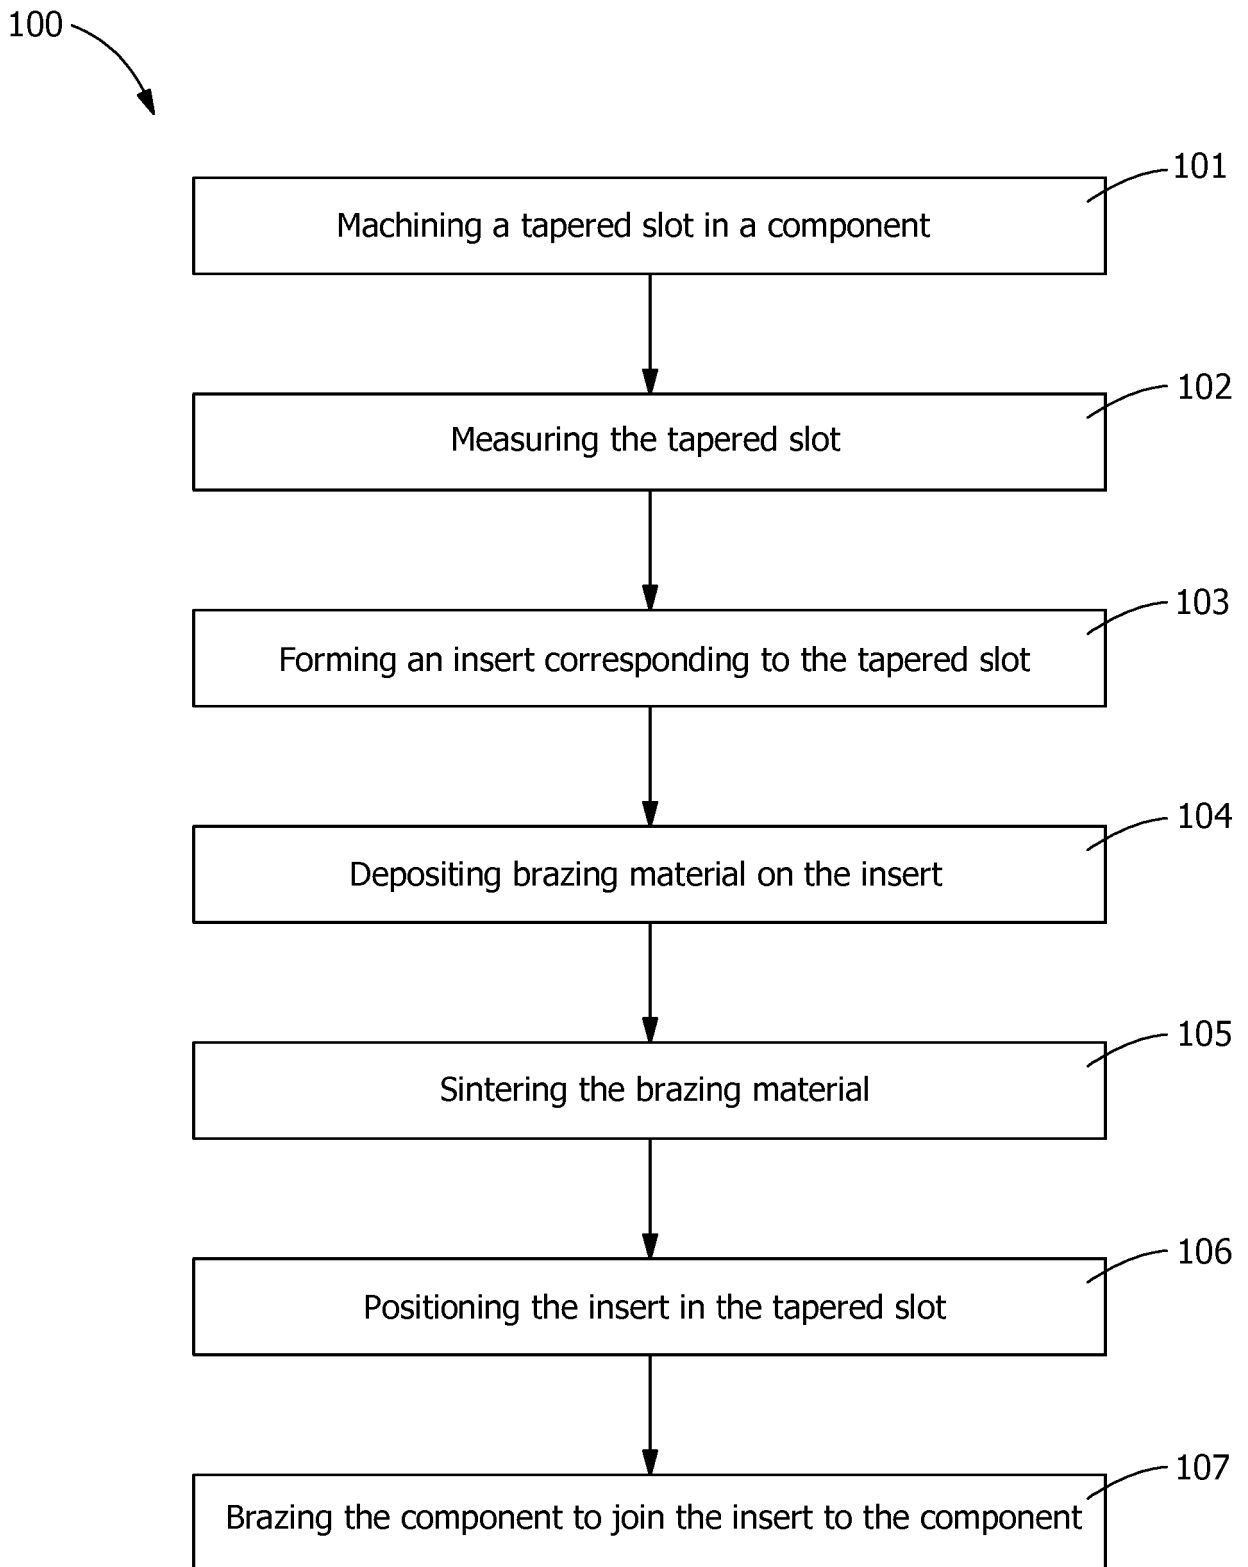 100
101
Machining a tapered slot in a component
102
Measuring the tapered slot
103
Forming an insert corresponding to the tapered slot
104
Depositing brazing material on the insert
105
Sintering the brazing material
106
Positioning the insert in the tapered slot
107
Brazing the component to join the insert to the component